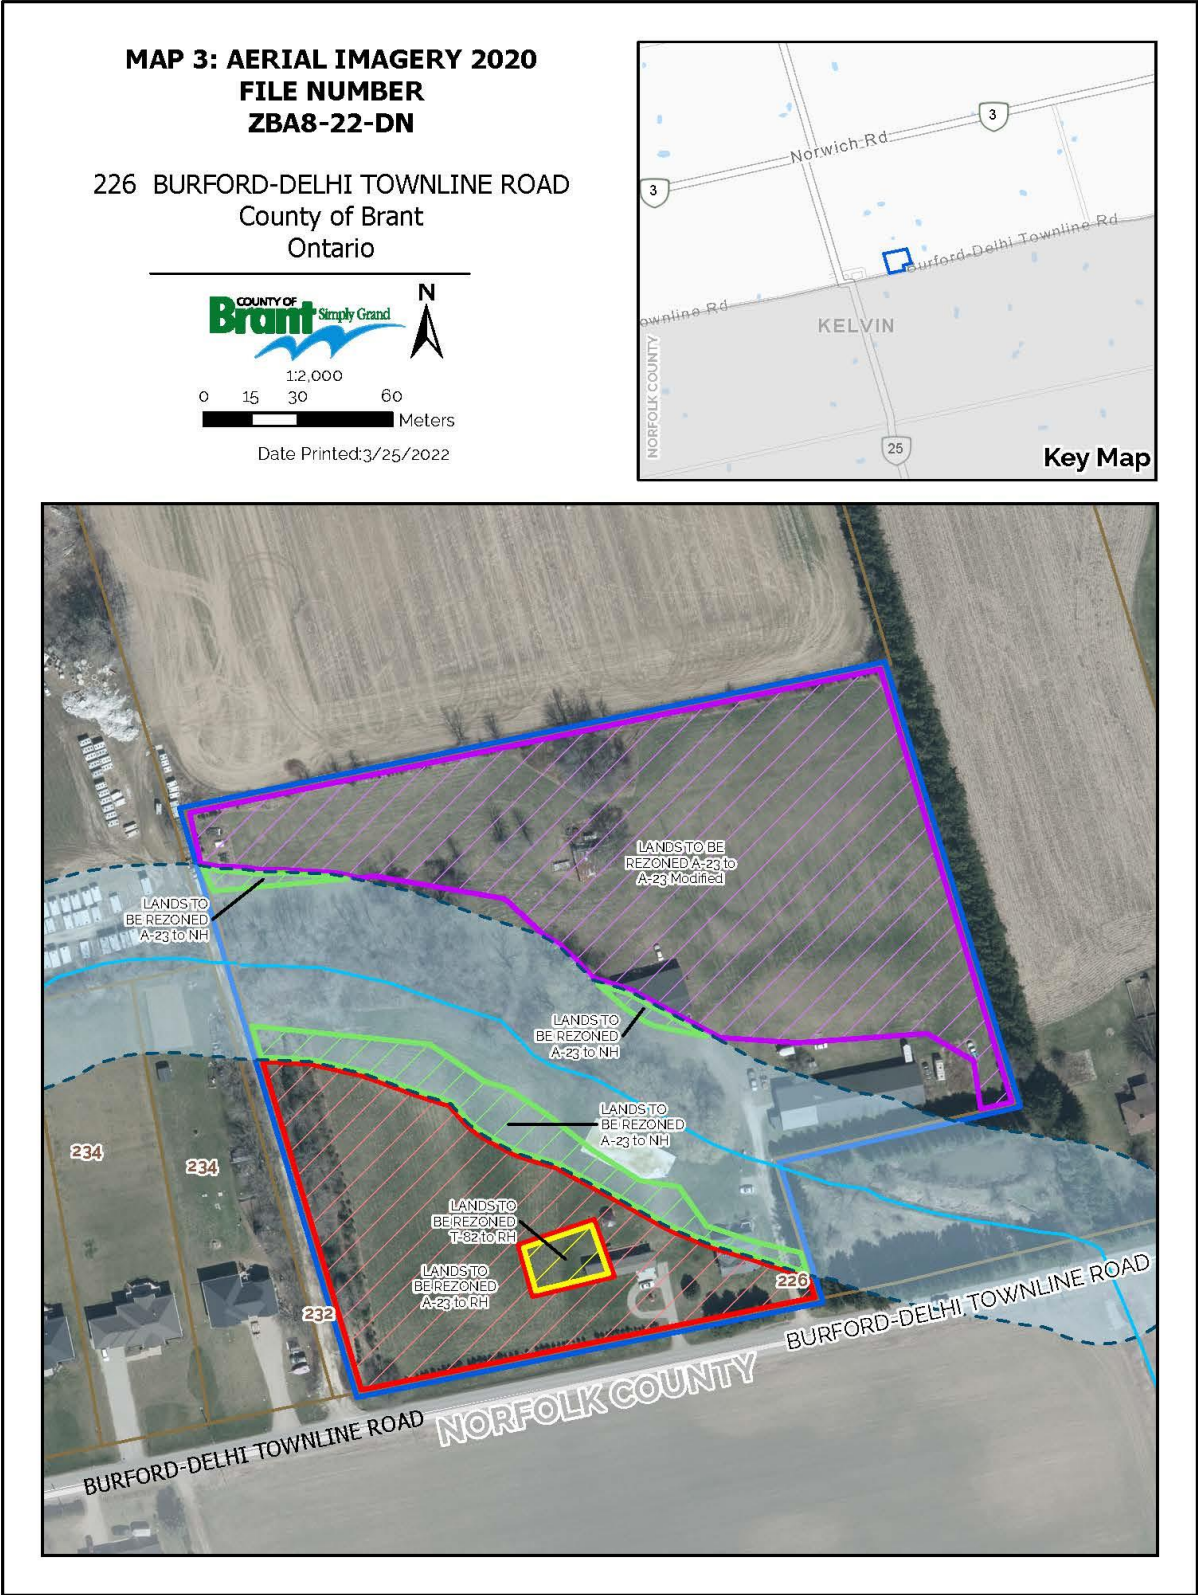 MAP 3: AERIAL IMAGERY 2020
FILE NUMBER
ZBA8-22-DN
226 BURFORD-DELHI TOWNLINE ROAD
County of Brant
Ontario
COUNTY OF
Brant Simply Grand
N
1:2,000
0 15 30 60
Meters
Date Printed:3/25/2022
3
Norwich Rd
3
Burford-Delhi Townline Rd
ownline Rd
KELVIN
NORFOLK COUNTY
25
Key Map
LANDS TO BE
REZONED A-23 to
A-23 Modified
LANDS TO
BE REZONED
A-23 to NH
LANDS TO
BE REZONED
A-23 to NH
LANDS TO
BE REZONED
A-23 to NH
234
234
LANDS TO
BE REZONED
T-82 to RH
LANDS TO
BE REZONED
A-23 to RH
226
232
BURFORD-DELHI TOWNLINE ROAD
NORFOLK COUNTY
BURFORD-DELHI TOWNLINE ROAD